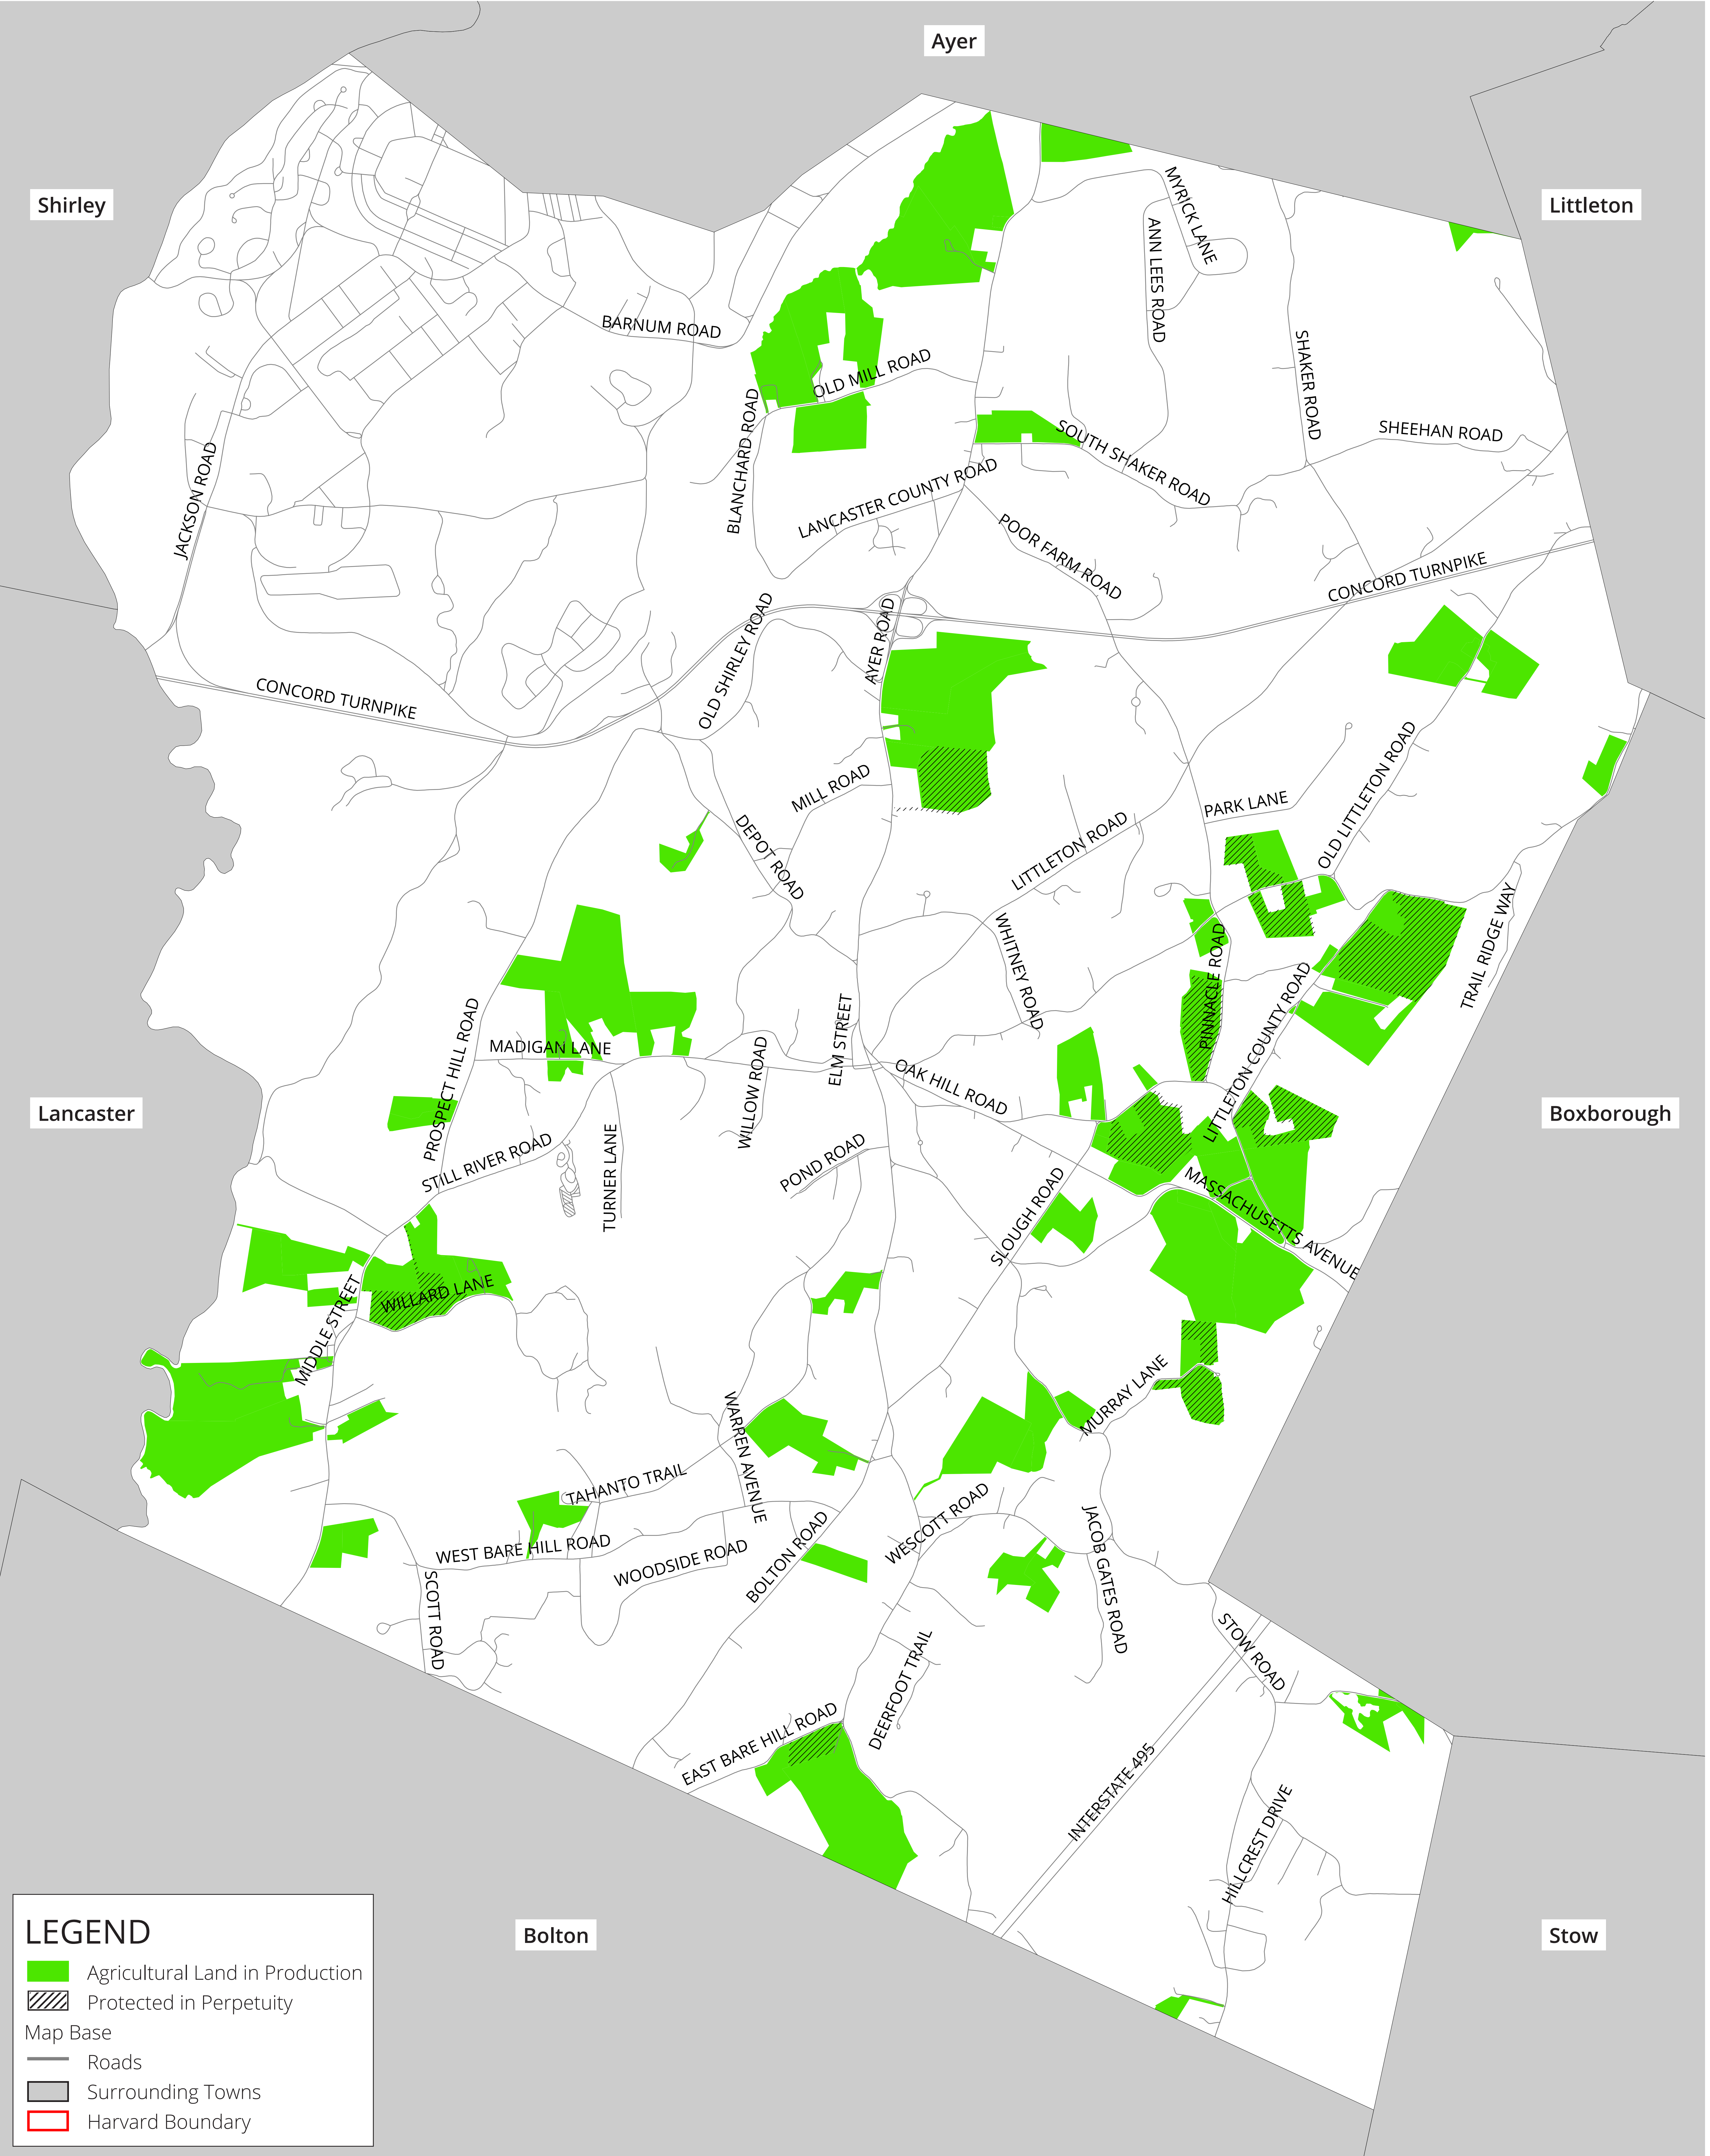 Ayer
Shirley
Littleton
MYRICK LANE
ANN LEES ROAD
BARNUM ROAD
SHAKER ROAD
OLD MILL ROAD
BLANCHARD ROAD
SOUTH SHAKER ROAD
SHEEHAN ROAD
JACKSON ROAD
LANCASTER COUNTY ROAD
POOR FARM ROAD
CONCORD TURNPIKE
OLD SHIRLEY ROAD
AYER ROAD
CONCORD TURNPIKE
MILL ROAD
DEPOT ROAD
LITTLETON ROAD
PARK LANE
OLD LITTLETON ROAD
TRAIL RIDGE WAY
WHITNEY ROAD
PINNACLE ROAD
LITTLETON COUNTY ROAD
PROSPECT HILL ROAD
MADIGAN LANE
ELM STREET
WILLOW ROAD
OAK HILL ROAD
Lancaster
Boxborough
STILL RIVER ROAD
TURNER LANE
POND ROAD
SLOUGH ROAD
MASSACHUSETTS AVENUE
WILLARD LANE
MIDDLE STREET
MURRAY LANE
WARREN AVENUE
TAHANTO TRAIL
WEST BARE HILL ROAD
WOODSIDE ROAD
BOLTON ROAD
WESCOTT ROAD
JACOB GATES ROAD
SCOTT ROAD
STOW ROAD
DEERFOOT TRAIL
EAST BARE HILL ROAD
INTERSTATE 495
HILLCREST DRIVE
Bolton
Stow
LEGEND
Agricultural Land in Production
Protected in Perpetuity
Map Base
Roads
Surrounding Towns
Harvard Boundary